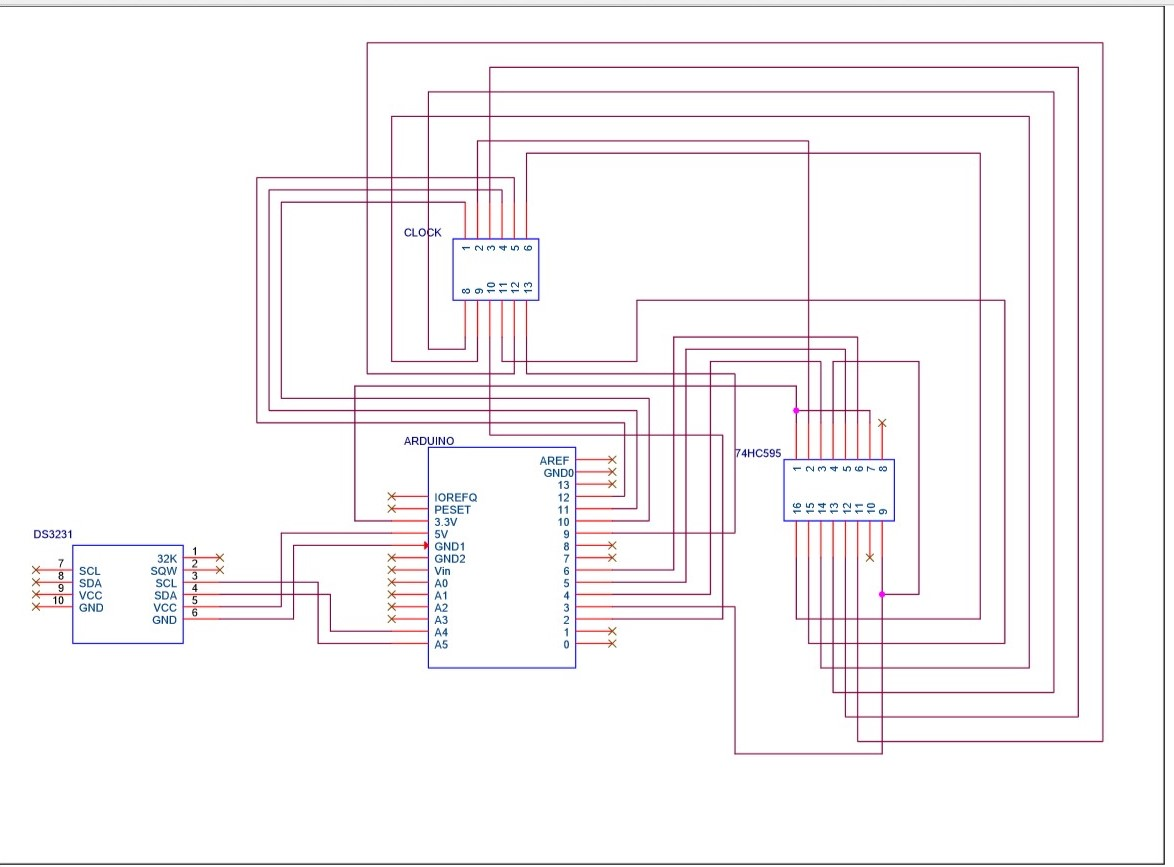 CLOCK
1 2 3 4 5 6
8 9 10 11 12 13
ARDUINO
AREF
GND0
13
IOREFQ 12
PESET 11
3.3V 10
5V 9
GND1 8
GND2 7
Vin 6
A0 5
A1 4
A2 3
A3 2
A4 1
A5 0
74HC595
1 2 3 4 5 6 7 8
16 15 14 13 12 11 10 9
DS3231
32K 1
7 SCL SQW 2
8 SDA SCL 3
9 VCC SDA 4
10 GND VCC 5
GND 6